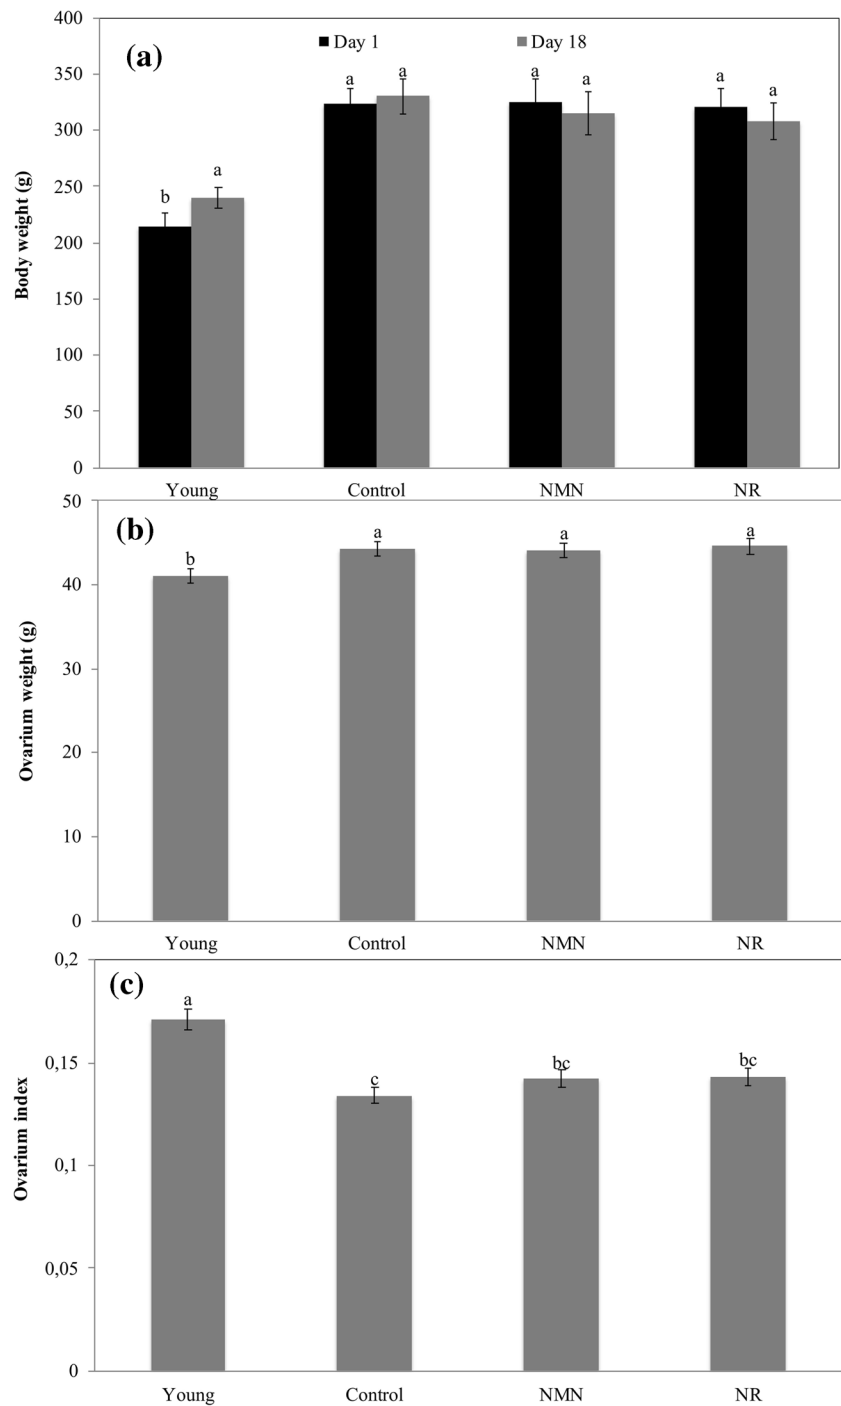 400
(a)
Day 1
Day 18
350
a
a
a
a
a
a
300
250
b
a
200
150
100
50
0
Body weight (g)
Young
Control
NMN
NR
50
(b)
b
a
a
a
40
30
20
10
0
Ovarium weight (g)
Young
Control
NMN
NR
0,2
(c)
a
c
bc
bc
0,15
0,1
0,05
0
Ovarium index
Young
Control
NMN
NR